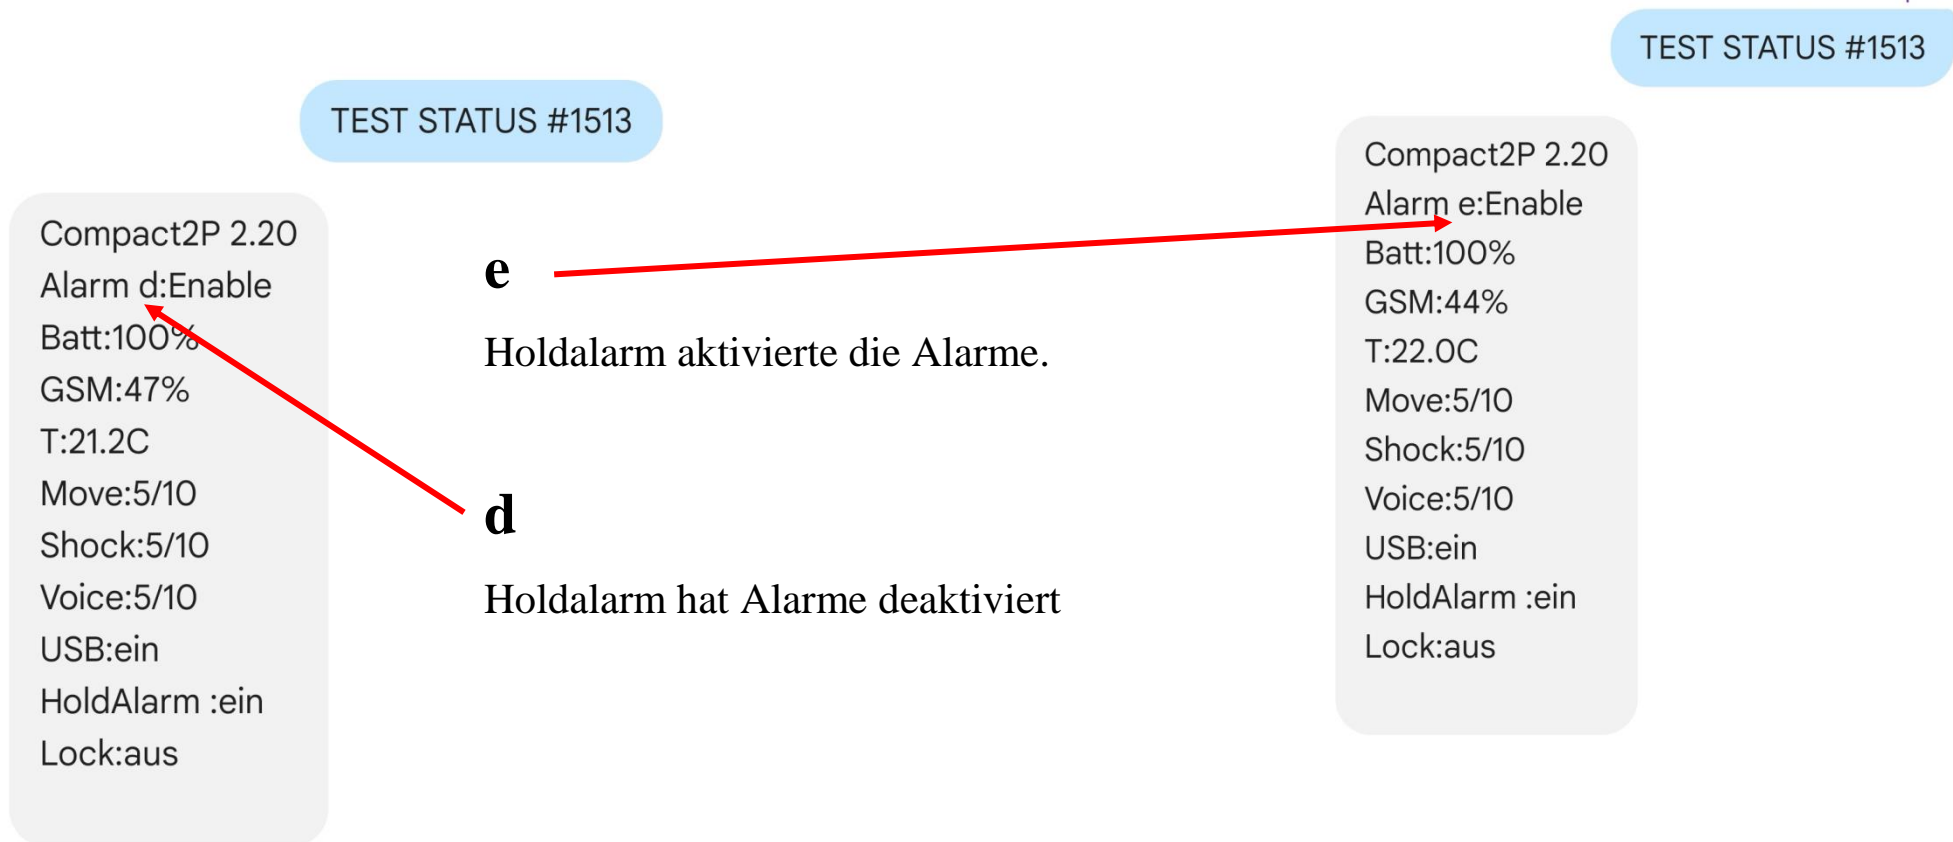 TEST STATUS #1513
Compact2P 2.20
Alarm d:Enable
Batt:100%
GSM:47%
T:21.2C
Move:5/10
Shock:5/10
Voice:5/10
USB:ein
HoldAlarm :ein
Lock:aus
e
Holdalarm aktivierte die Alarme.
d
Holdalarm hat Alarme deaktiviert
TEST STATUS #1513
Compact2P 2.20
Alarm e:Enable
Batt:100%
GSM:44%
T:22.0C
Move:5/10
Shock:5/10
Voice:5/10
USB:ein
HoldAlarm :ein
Lock:aus